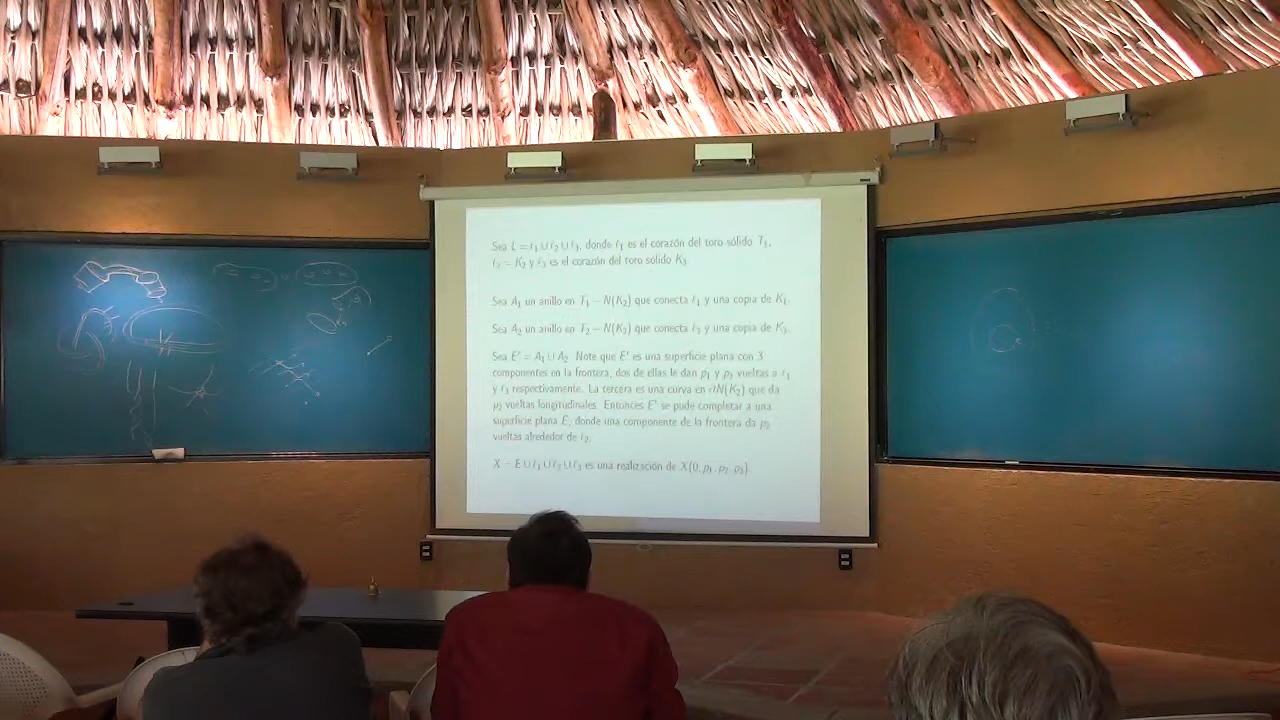 Sea L = ℓ₁ ∪ ℓ₂ ∪ ℓ₃, donde ℓ₁ es el corazón del toro sólido T₁,
ℓ₂ = K₂ y ℓ₃ es el corazón del toro sólido K₃.
Sea A₁ un anillo en T₁ − N(K₂) que conecta ℓ₁ y una copia de K₁.
Sea A₂ un anillo en T₂ − N(K₂) que conecta ℓ₃ y una copia de K₃.
Sea E′ = A₁ ∪ A₂. Note que E′ es una superficie plana con 3
componentes en la frontera, dos de ellas le dan p₁ y p₃ vueltas a ℓ₁
y ℓ₃ respectivamente. La tercera es una curva en ∂N(K₂) que da
p₂ vueltas longitudinales. Entonces E′ se pude completar a una
superficie plana E, donde una componente de la frontera da p₂
vueltas alrededor de ℓ₂.
X = E ∪ ℓ₁ ∪ ℓ₂ ∪ ℓ₃ es una realización de X(0, p₁, p₂, p₃).